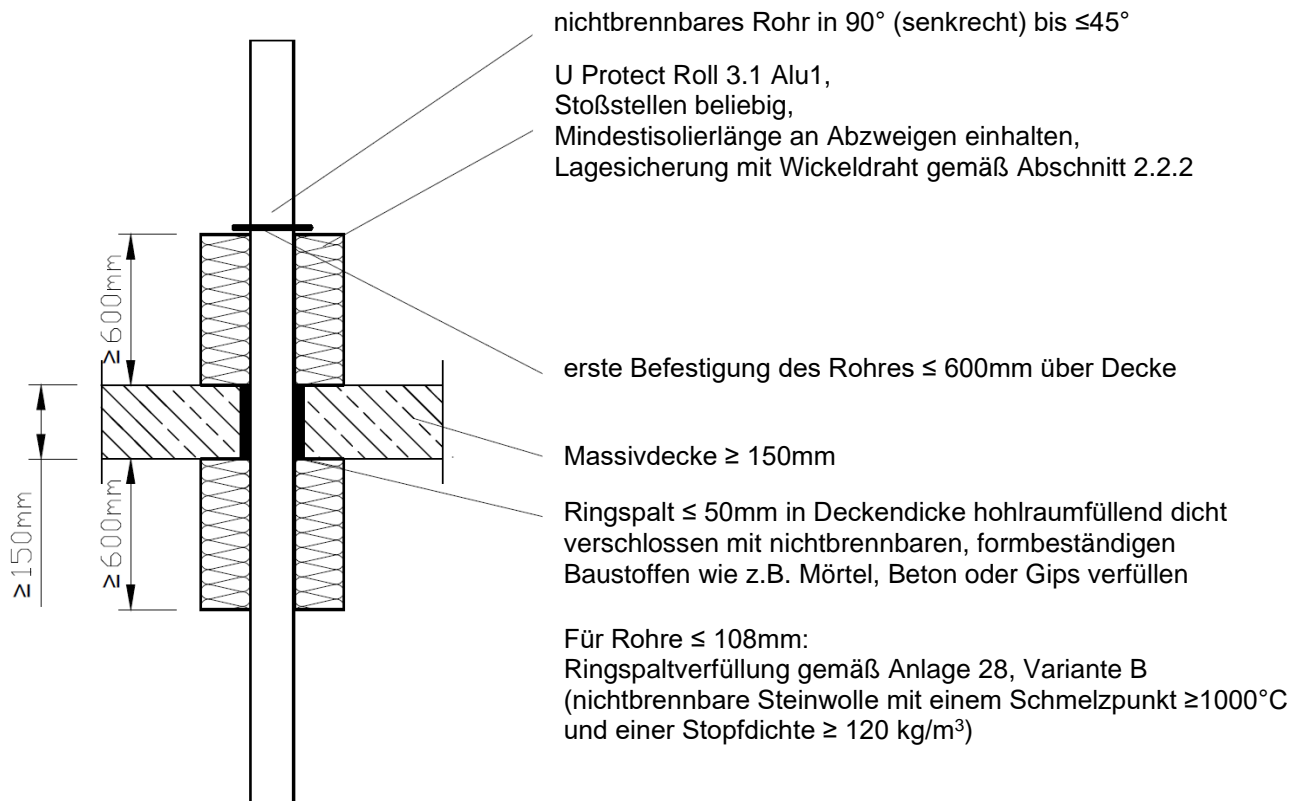 nichtbrennbares Rohr in 90° (senkrecht) bis ≤45°
U Protect Roll 3.1 Alu1,
Stoßstellen beliebig,
Mindestisolierlänge an Abzweigen einhalten,
Lagesicherung mit Wickeldraht gemäß Abschnitt 2.2.2
≥600mm
erste Befestigung des Rohres ≤ 600mm über Decke
Massivdecke ≥ 150mm
≥150mm
≥600mm
Ringspalt ≤ 50mm in Deckendicke hohlraumfüllend dicht
verschlossen mit nichtbrennbaren, formbeständigen
Baustoffen wie z.B. Mörtel, Beton oder Gips verfüllen
Für Rohre ≤ 108mm:
Ringspaltverfüllung gemäß Anlage 28, Variante B
(nichtbrennbare Steinwolle mit einem Schmelzpunkt ≥1000°C
und einer Stopfdichte ≥ 120 kg/m³)